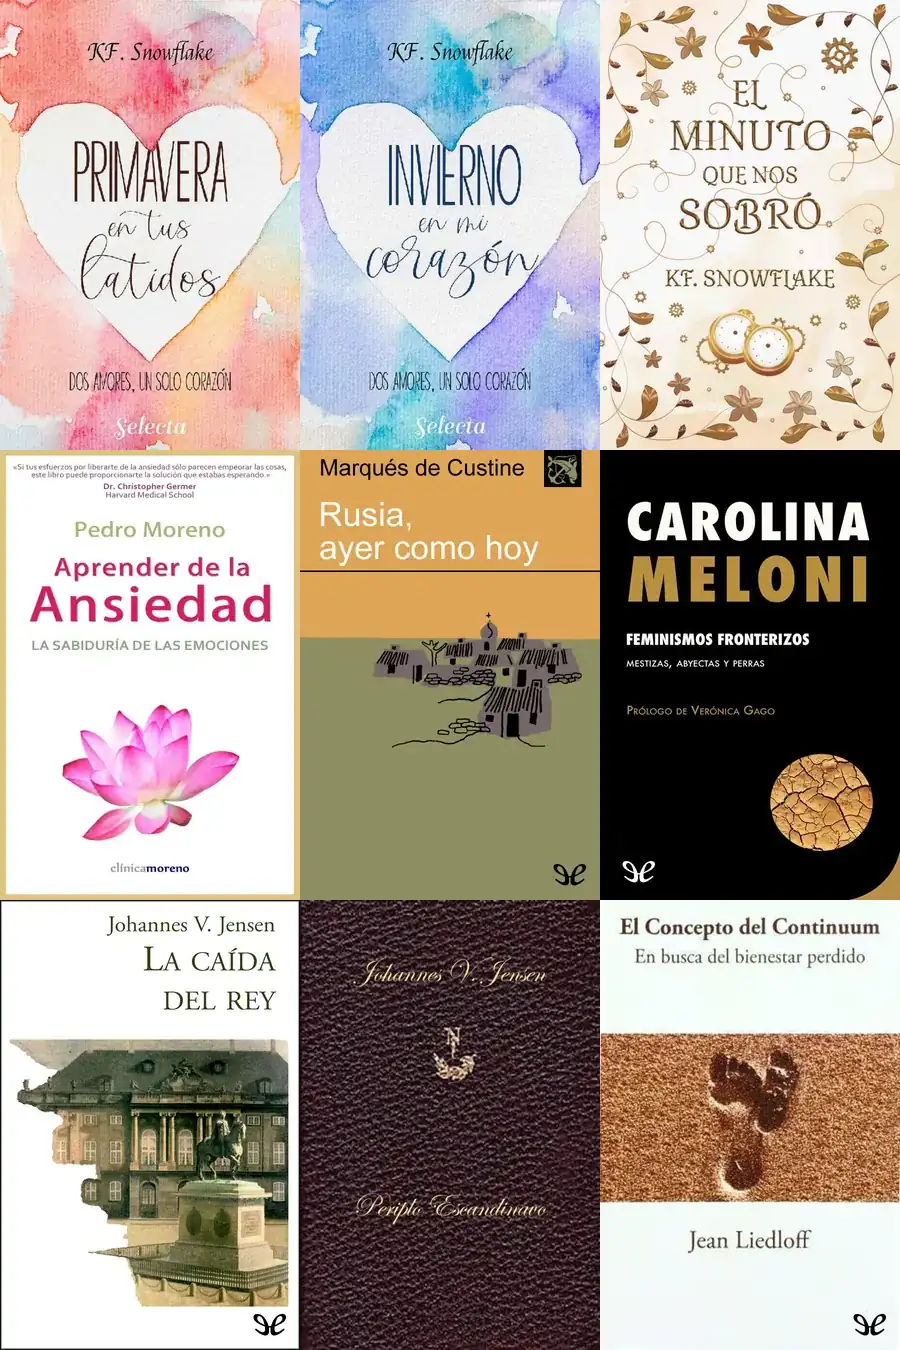 KF. Snowflake
PRIMAVERA
en tus
latidos
DOS AMORES, UN SOLO CORAZÓN
Selecta
KF. Snowflake
INVIERNO
en mi
corazón
DOS AMORES, UN SOLO CORAZÓN
Selecta
EL
MINUTO
QUE NOS
SOBRÓ
KF. SNOWFLAKE
«Si tus esfuerzos por liberarte de la ansiedad sólo parecen empeorar las cosas,
este libro puede proporcionarte la solución que estabas esperando.»
Dr. Christopher Germer
Harvard Medical School
Pedro Moreno
Aprender de la
Ansiedad
LA SABIDURÍA DE LAS EMOCIONES
clínicamoreno
Marqués de Custine
Rusia,
ayer como hoy
CAROLINA
MELONI
FEMINISMOS FRONTERIZOS
MESTIZAS, ABYECTAS Y PERRAS
PRÓLOGO DE VERÓNICA GAGO
Johannes V. Jensen
LA CAÍDA
DEL REY
Johannes V. Jensen
N
Periplo Escandinavo
El Concepto del Continuum
En busca del bienestar perdido
Jean Liedloff